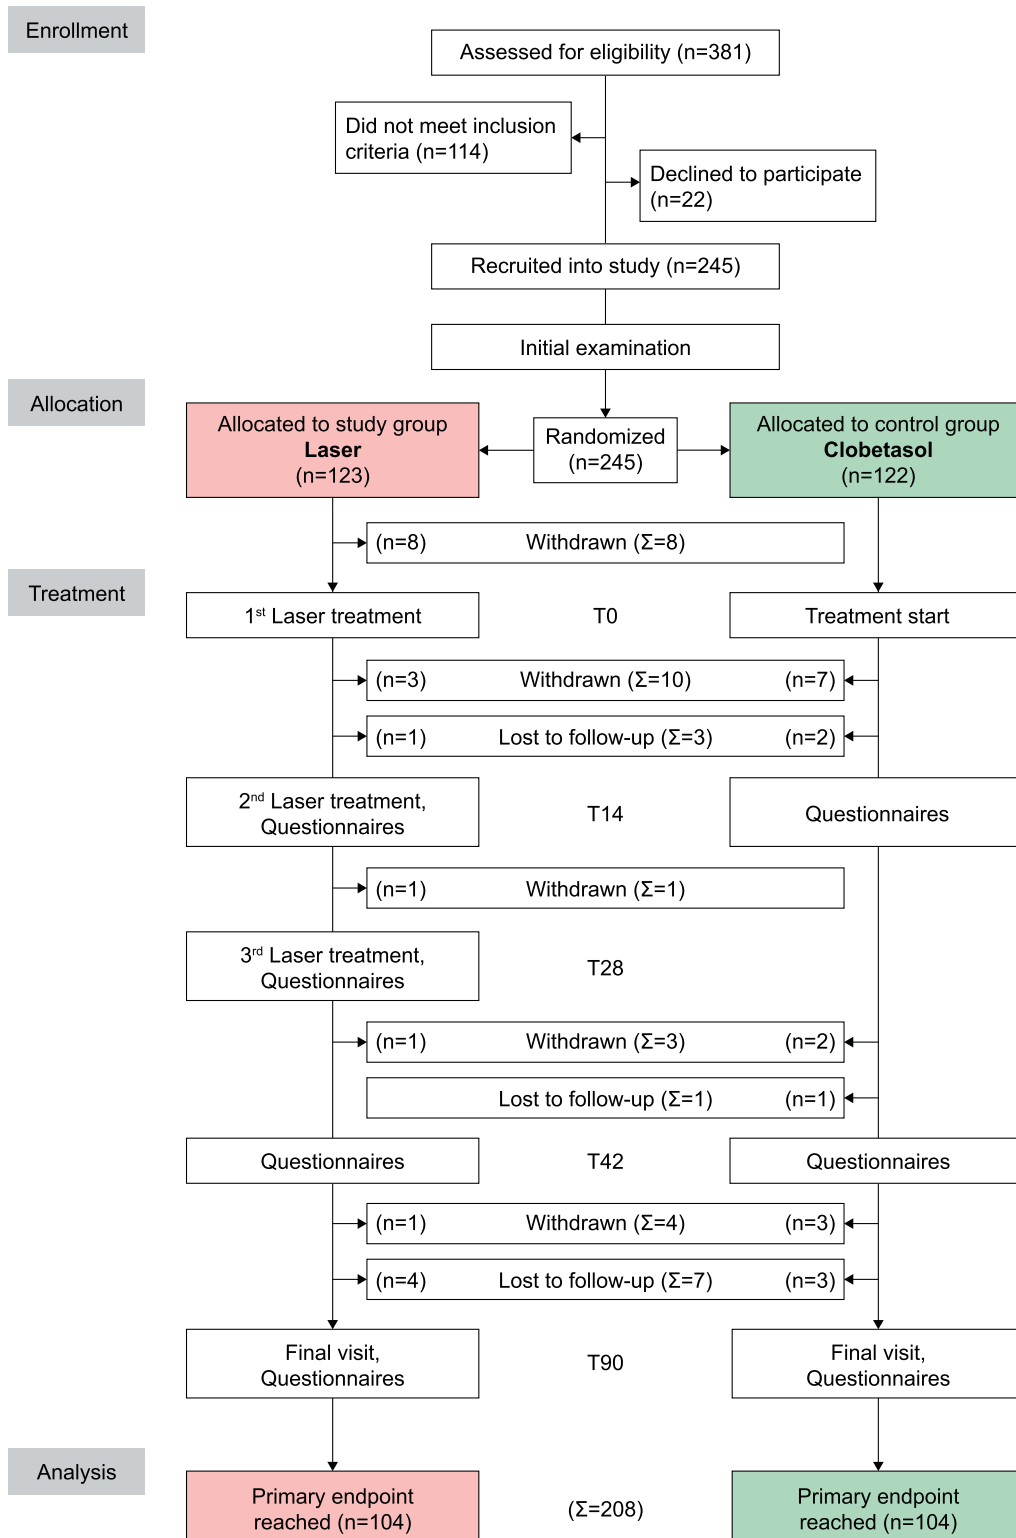 Enrollment
Assessed for eligibility (n=381)
Did not meet inclusion
criteria (n=114)
Declined to participate
(n=22)
Recruited into study (n=245)
Initial examination
Allocation
Allocated to study group
Laser
(n=123)
Randomized
(n=245)
Allocated to control group
Clobetasol
(n=122)
(n=8) Withdrawn (Σ=8)
Treatment
1st Laser treatment
T0
Treatment start
(n=3) Withdrawn (Σ=10) (n=7)
(n=1) Lost to follow-up (Σ=3) (n=2)
2nd Laser treatment,
Questionnaires
T14
Questionnaires
(n=1) Withdrawn (Σ=1)
3rd Laser treatment,
Questionnaires
T28
(n=1) Withdrawn (Σ=3) (n=2)
Lost to follow-up (Σ=1) (n=1)
Questionnaires
T42
Questionnaires
(n=1) Withdrawn (Σ=4) (n=3)
(n=4) Lost to follow-up (Σ=7) (n=3)
Final visit,
Questionnaires
T90
Final visit,
Questionnaires
Analysis
Primary endpoint
reached (n=104)
(Σ=208)
Primary endpoint
reached (n=104)